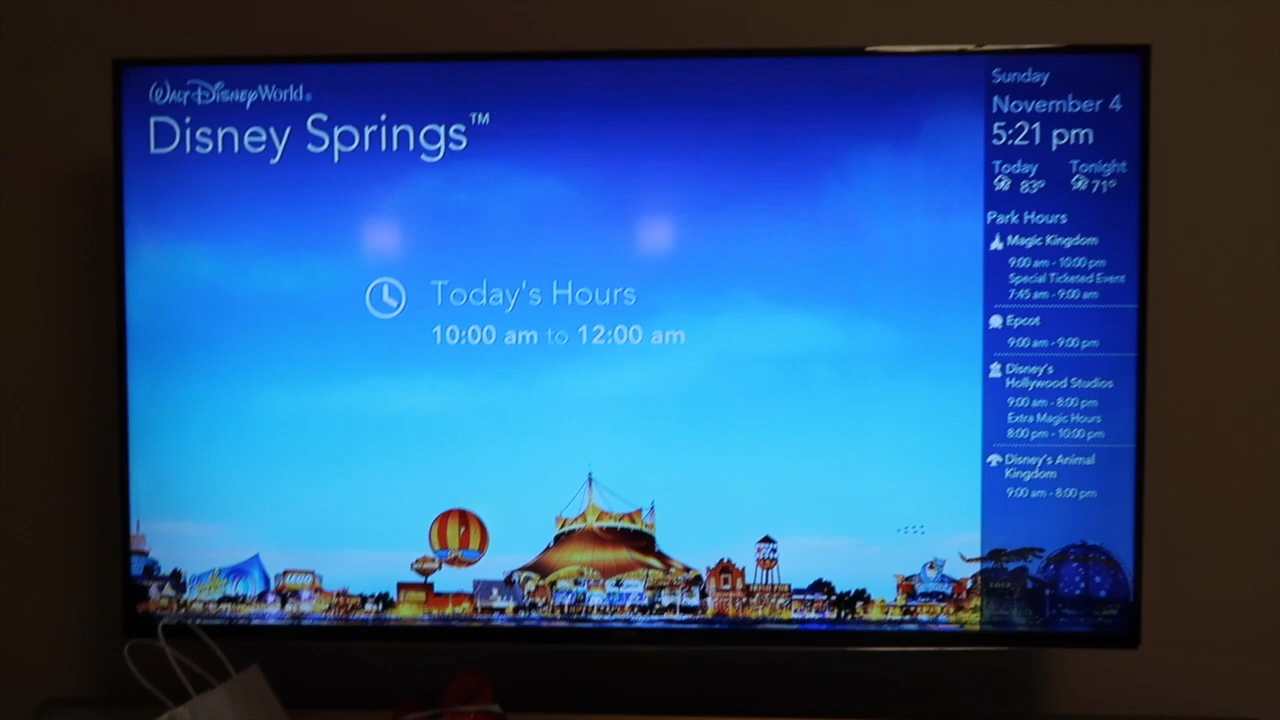 Walt Disney World®
Disney Springs™
Today's Hours
10:00 am to 12:00 am
Sunday
November 4
5:21 pm
Today Tonight
83° 71°
Park Hours
Magic Kingdom
9:00 am - 10:00 pm
Special Ticketed Event
7:45 am - 9:00 am
Epcot
9:00 am - 9:00 pm
Disney's
Hollywood Studios
9:00 am - 8:00 pm
Extra Magic Hours
8:00 pm - 10:00 pm
Disney's Animal
Kingdom
9:00 am - 8:00 pm
LEGO